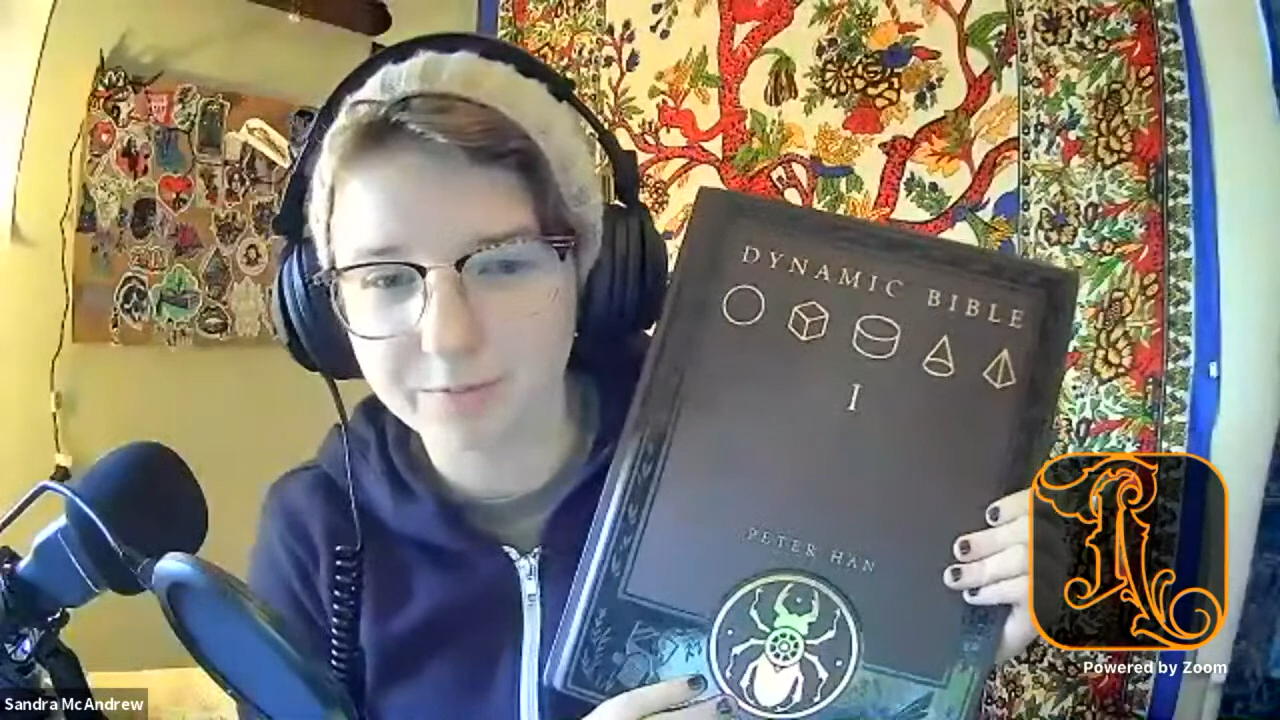 DYNAMIC BIBLE
I
PETER HAN
Powered by Zoom
Sandra McAndrew